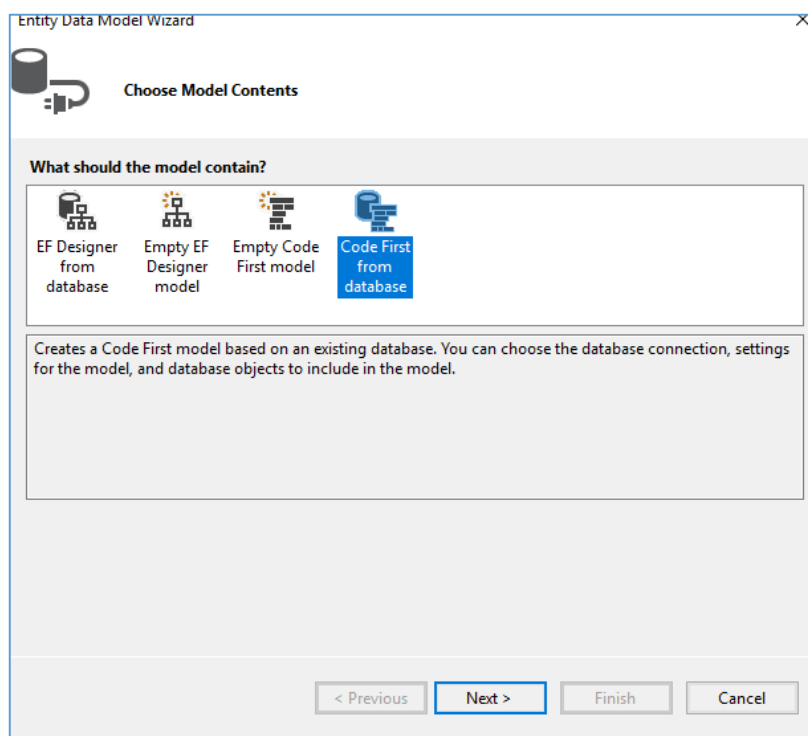 Entity Data Model Wizard
Choose Model Contents
What should the model contain?
EF Designer
from
database
Empty EF
Designer
model
Empty Code
First model
Code First
from
database
Creates a Code First model based on an existing database. You can choose the database connection, settings
for the model, and database objects to include in the model.
< Previous
Next >
Finish
Cancel